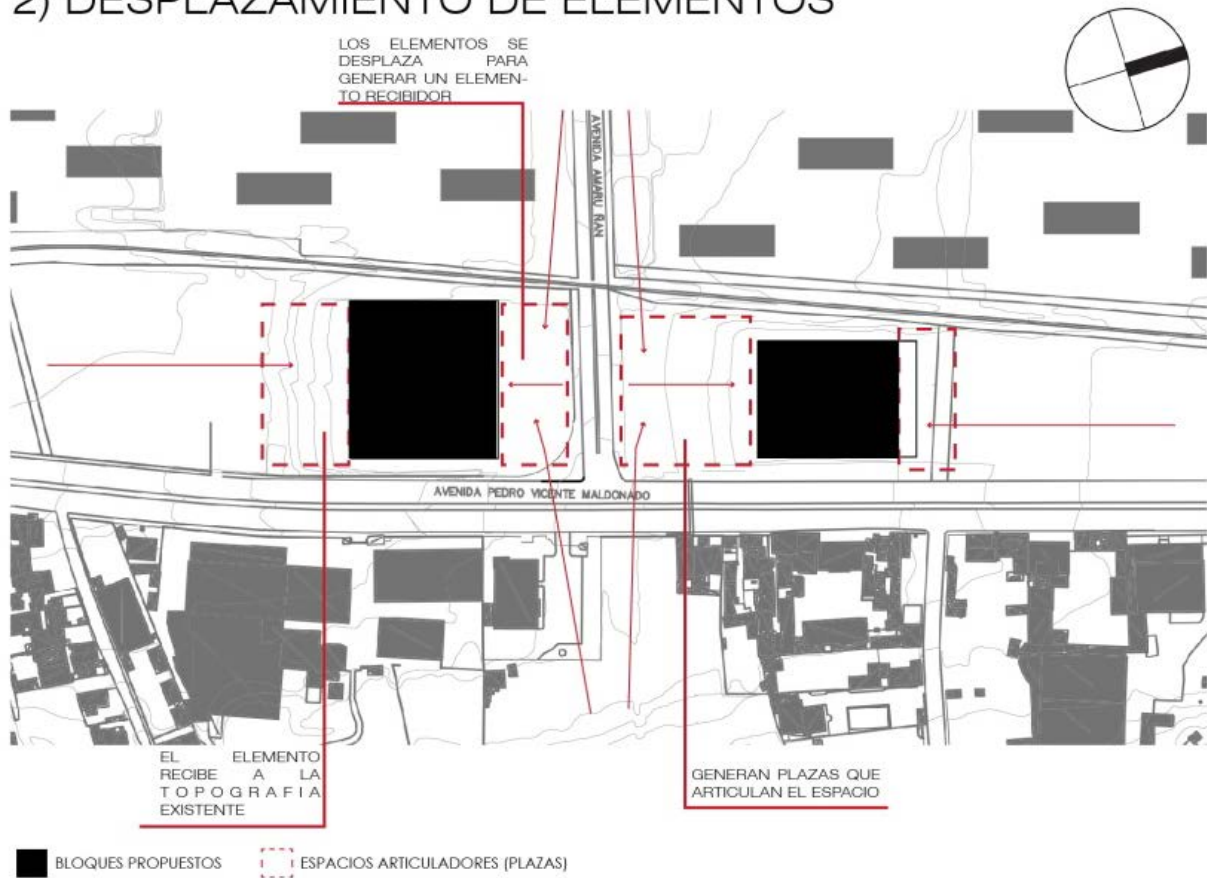 2) DESPLAZAMIENTO DE ELEMENTOS
LOS ELEMENTOS SE
DESPLAZA PARA
GENERAR UN ELEMEN-
TO RECIBIDOR
AVENIDA AMARU ÑAN
AVENIDA PEDRO VICENTE MALDONADO
EL ELEMENTO
RECIBE A LA
TOPOGRAFIA
EXISTENTE
GENERAN PLAZAS QUE
ARTICULAN EL ESPACIO
BLOQUES PROPUESTOS
ESPACIOS ARTICULADORES (PLAZAS)